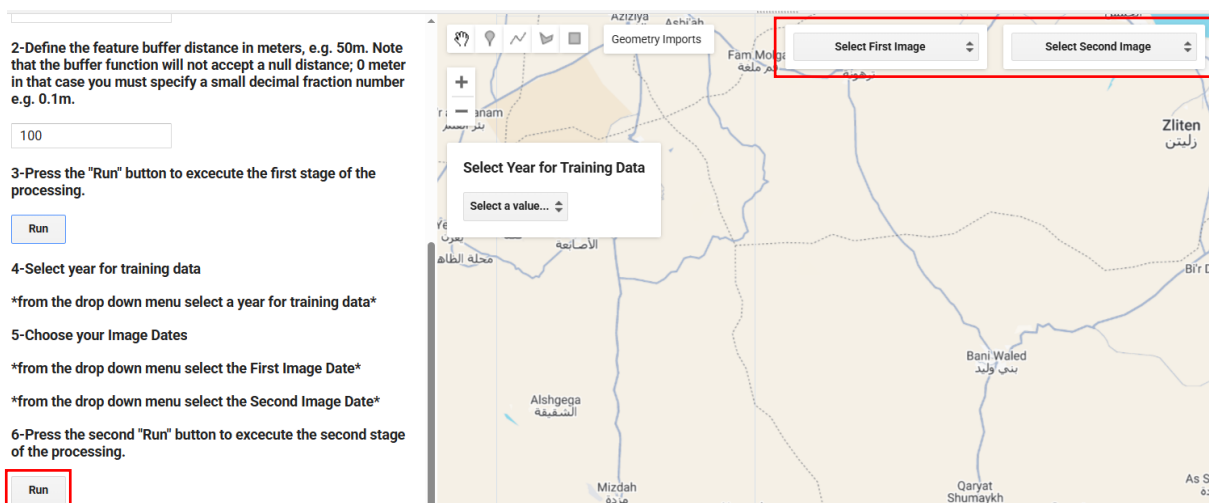 2-Define the feature buffer distance in meters, e.g. 50m. Note
that the buffer function will not accept a null distance; 0 meter
in that case you must specify a small decimal fraction number
e.g. 0.1m.
100
3-Press the "Run" button to excecute the first stage of the
processing.
Run
4-Select year for training data
*from the drop down menu select a year for training data*
5-Choose your Image Dates
*from the drop down menu select the First Image Date*
*from the drop down menu select the Second Image Date*
6-Press the second "Run" button to excecute the second stage
of the processing.
Run
Geometry Imports
Select First Image
Select Second Image
Select Year for Training Data
Select a value...
Aziziya
Zliten
زليتن
الأصابعة
Bani Waled
بني وليد
Alshgega
الشقيقة
Mizdah
مزدة
Qaryat
Shumaykh